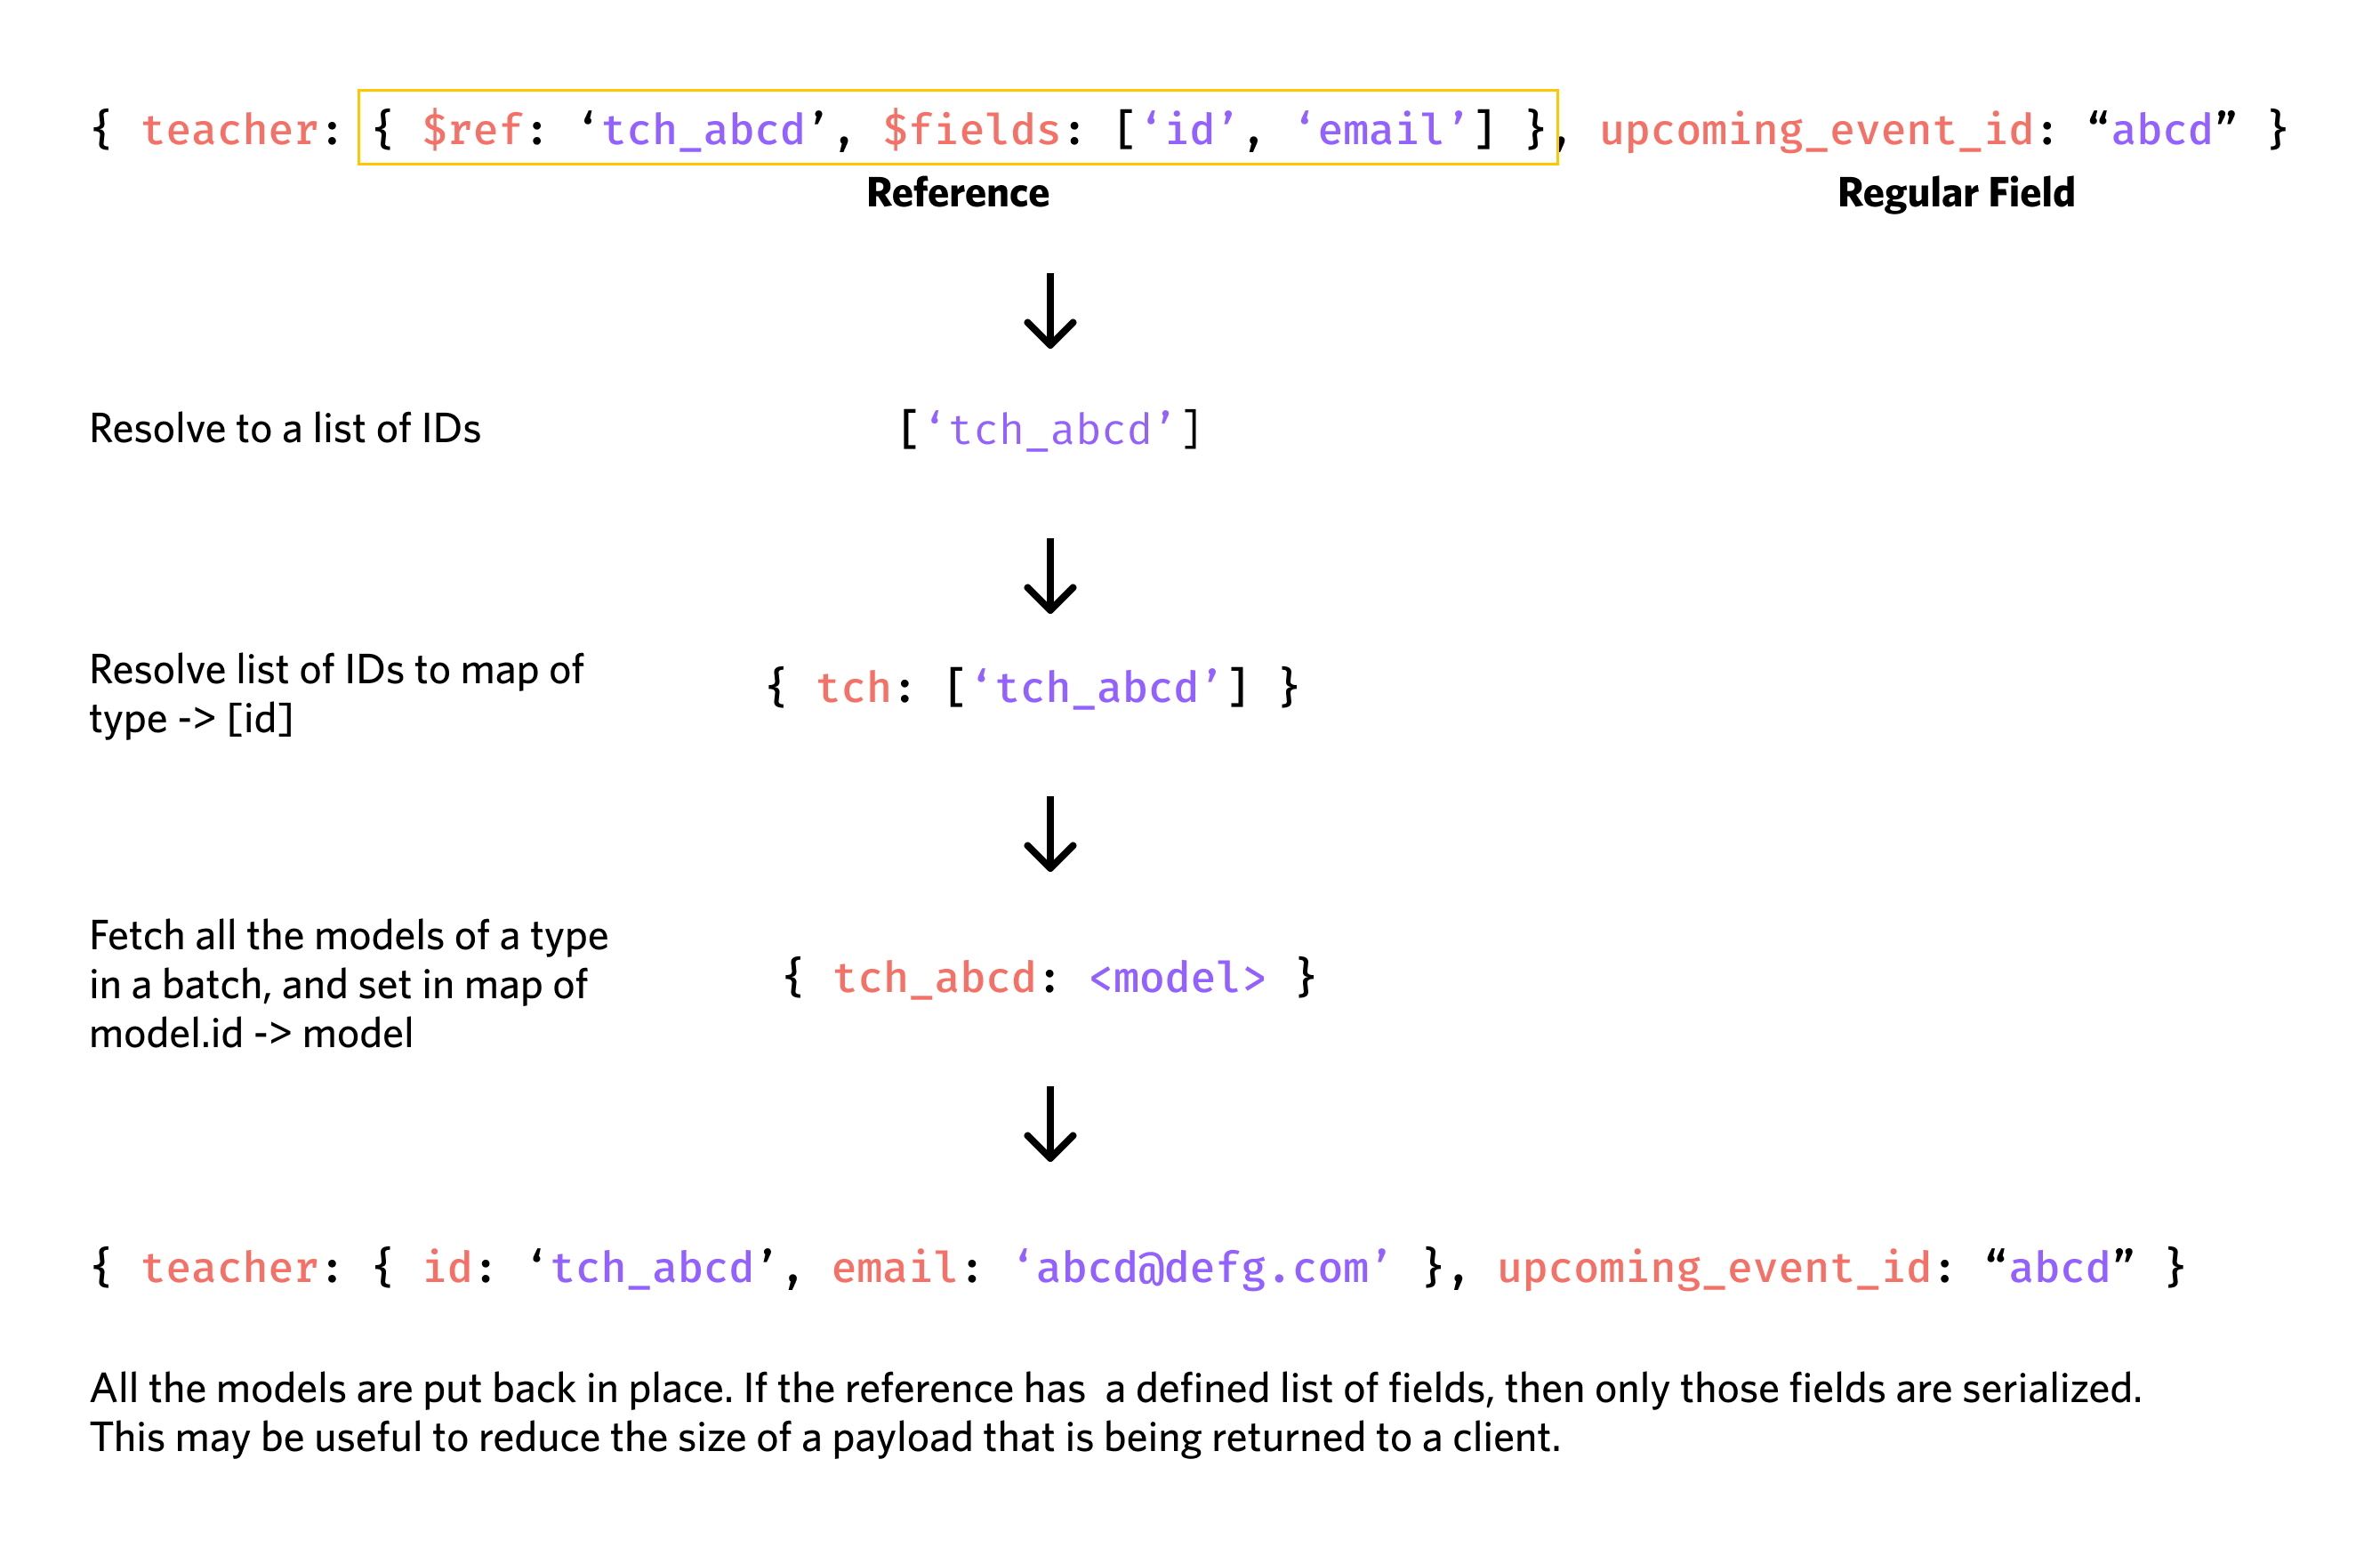 { teacher: { $ref: ‘tch_abcd’, $fields: [‘id’, ‘email’] }, upcoming_event_id: “abcd” }
Reference
Regular Field
Resolve to a list of IDs
[‘tch_abcd’]
Resolve list of IDs to map of
type -> [id]
{ tch: [‘tch_abcd’] }
Fetch all the models of a type
in a batch, and set in map of
model.id -> model
{ tch_abcd: <model> }
{ teacher: { id: ‘tch_abcd’, email: ‘abcd@defg.com’ }, upcoming_event_id: “abcd” }
All the models are put back in place. If the reference has  a defined list of fields, then only those fields are serialized.
This may be useful to reduce the size of a payload that is being returned to a client.